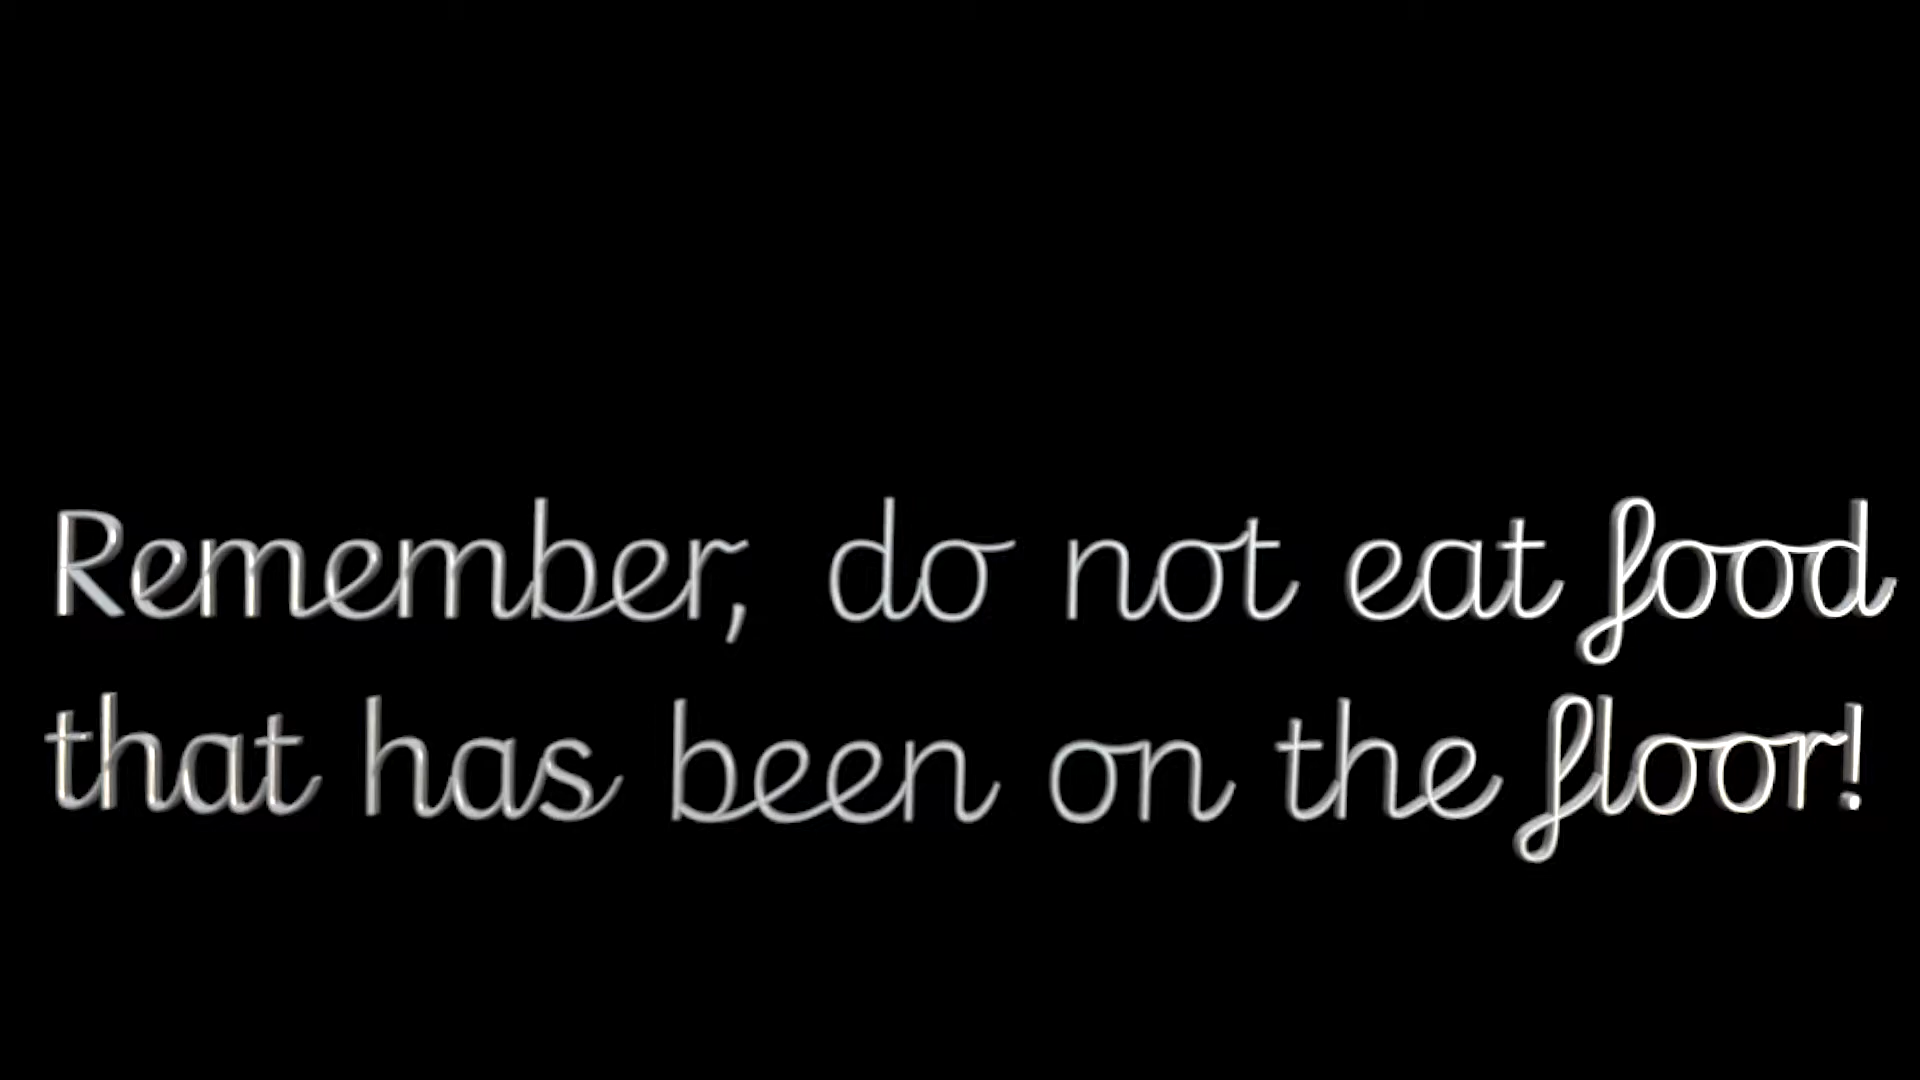 Remember, do not eat food
that has been on the floor!